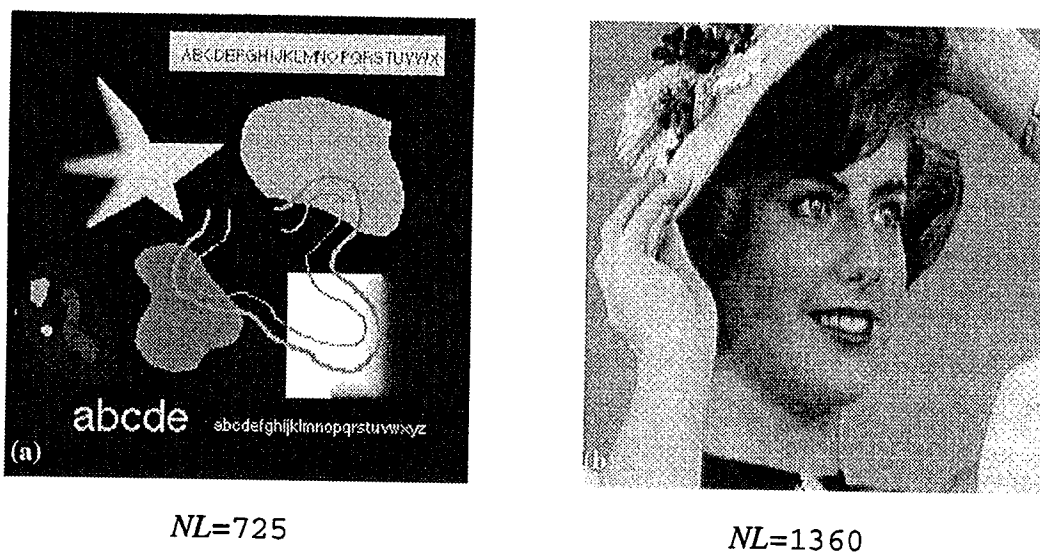 ABCDEFGHIJKLMNOPQRSTUVWX
abcde
abcdefghijklmnopqrstuvwxyz
(a)
NL=725
NL=1360